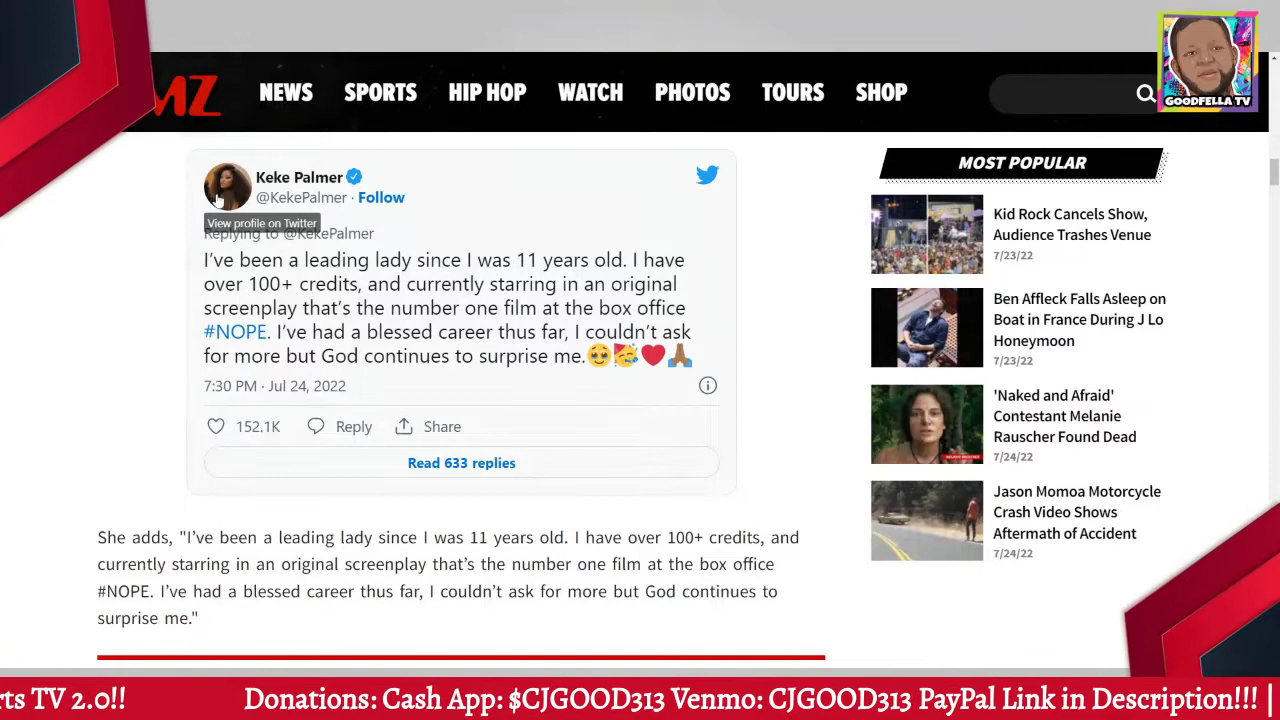 MZ
NEWS SPORTS HIP HOP WATCH PHOTOS TOURS SHOP
GOODFELLA TV
Keke Palmer
@KekePalmer · Follow
View profile on Twitter
Replying to @KekePalmer
I've been a leading lady since I was 11 years old. I have
over 100+ credits, and currently starring in an original
screenplay that's the number one film at the box office
#NOPE. I've had a blessed career thus far, I couldn't ask
for more but God continues to surprise me.🥹🥳❤️🙏🏾
7:30 PM · Jul 24, 2022
152.1K Reply Share
Read 633 replies
She adds, "I've been a leading lady since I was 11 years old. I have over 100+ credits, and
currently starring in an original screenplay that's the number one film at the box office
#NOPE. I've had a blessed career thus far, I couldn't ask for more but God continues to
surprise me."
MOST POPULAR
Kid Rock Cancels Show,
Audience Trashes Venue
7/23/22
Ben Affleck Falls Asleep on
Boat in France During J Lo
Honeymoon
7/23/22
'Naked and Afraid'
Contestant Melanie
Rauscher Found Dead
7/24/22
Jason Momoa Motorcycle
Crash Video Shows
Aftermath of Accident
7/24/22
rts TV 2.0!! Donations: Cash App: $CJGOOD313 Venmo: CJGOOD313 PayPal Link in Description!!! |